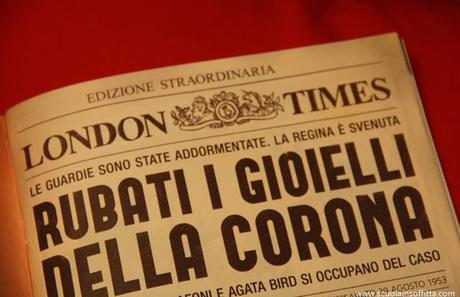 EDIZIONE STRAORDINARIA
LONDON TIMES
LE GUARDIE SONO STATE ADDORMENTATE. LA REGINA È SVENUTA
RUBATI I GIOIELLI
DELLA CORONA
E AGATA BIRD SI OCCUPANO DEL CASO
29 AGOSTO 1953
www.scuolainsoffitta.com